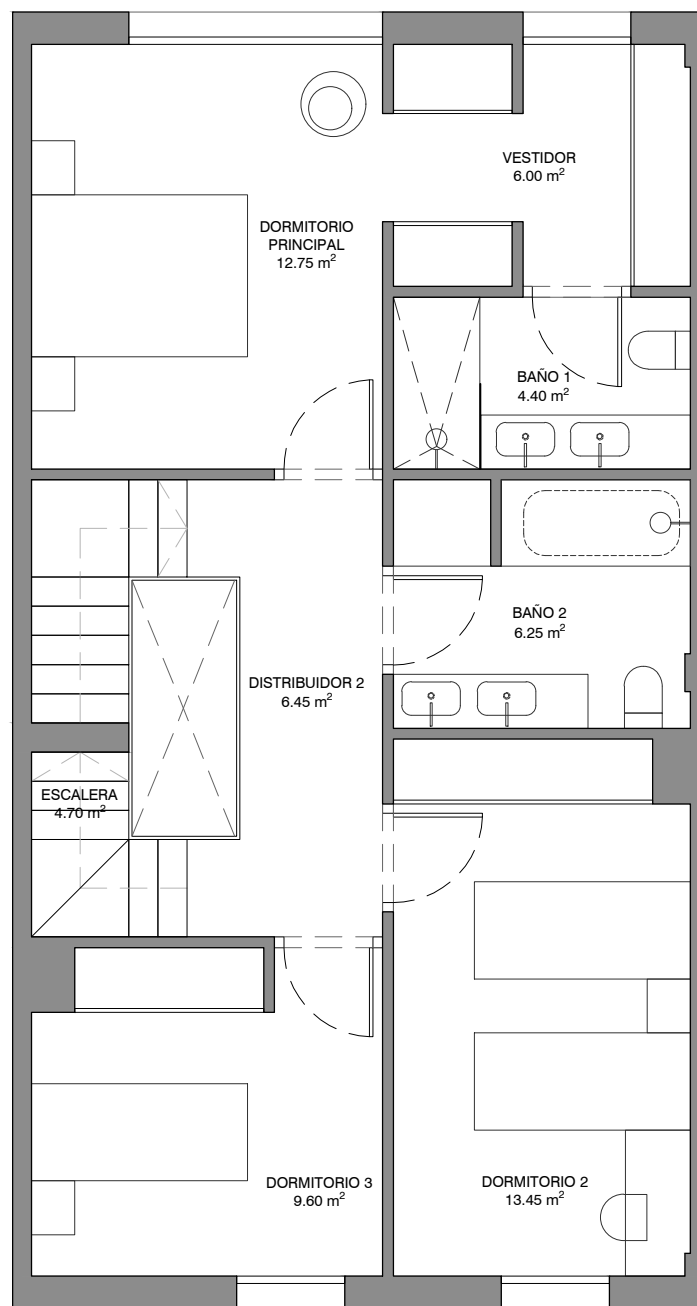 VESTIDOR
6.00 m²
DORMITORIO
PRINCIPAL
12.75 m²
BAÑO 1
4.40 m²
BAÑO 2
6.25 m²
DISTRIBUIDOR 2
6.45 m²
ESCALERA
4.70 m²
DORMITORIO 3
9.60 m²
DORMITORIO 2
13.45 m²